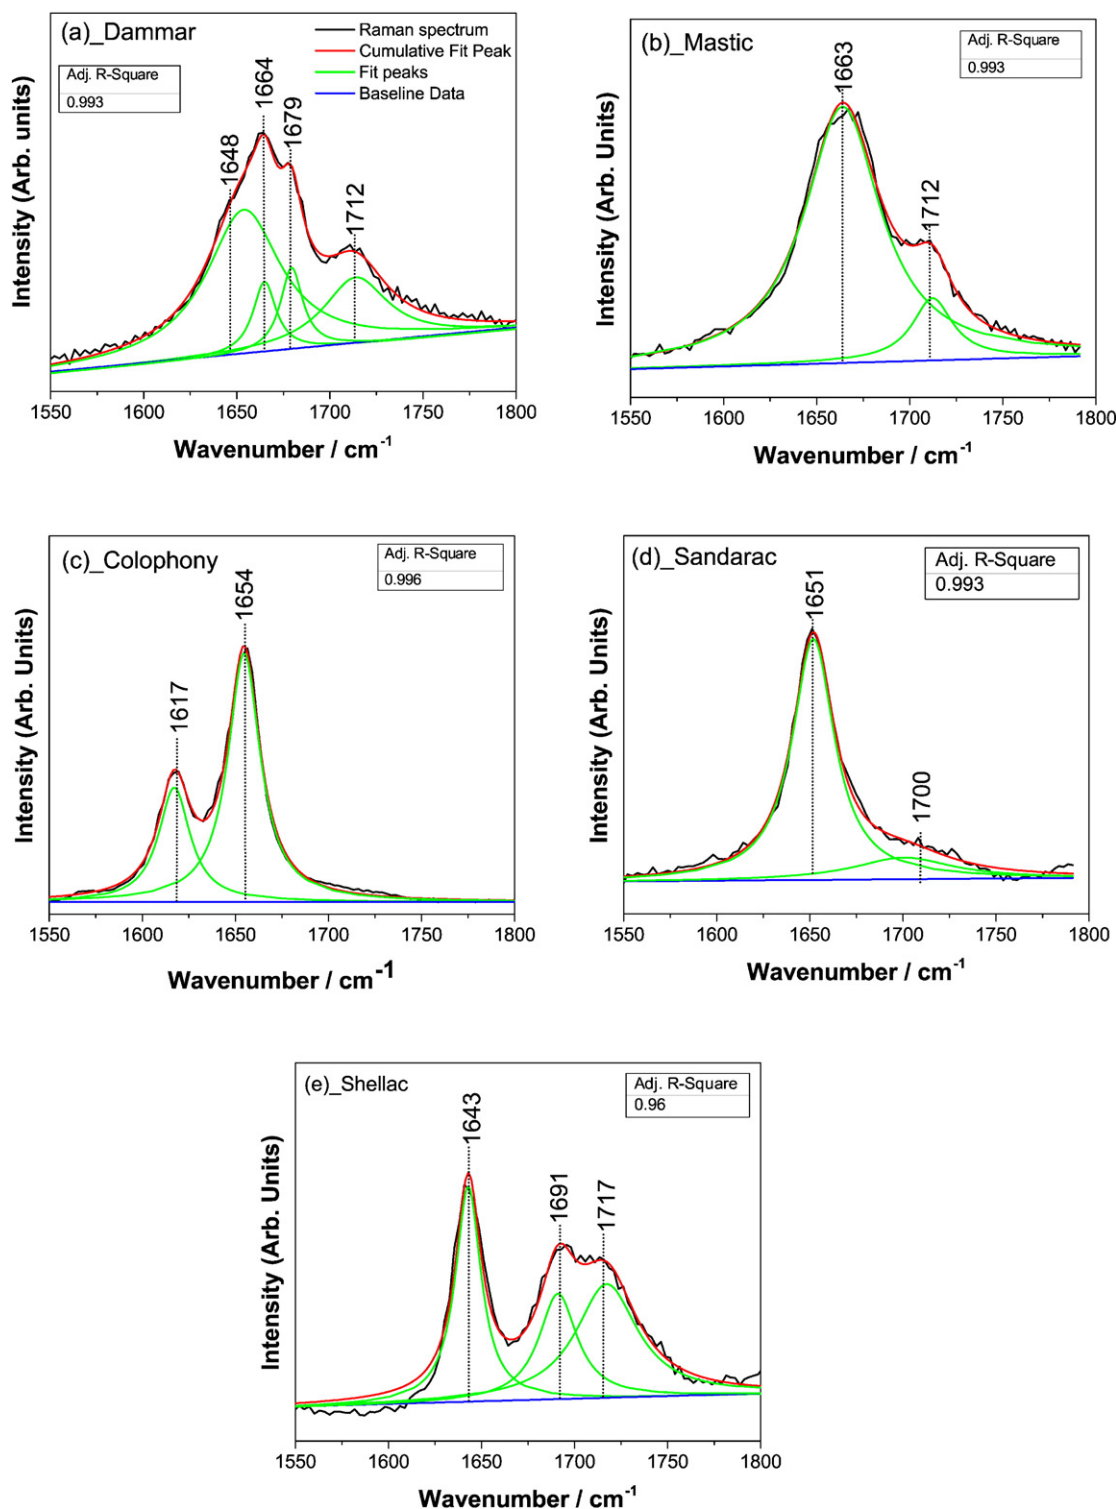 (a)_Dammar
Raman spectrum
Cumulative Fit Peak
Fit peaks
Baseline Data
Adj. R-Square
0.993
1648
1664
1679
1712
Intensity (Arb. units)
1550 1600 1650 1700 1750 1800
Wavenumber / cm⁻¹
(b)_Mastic
Adj. R-Square
0.993
1663
1712
Intensity (Arb. Units)
1550 1600 1650 1700 1750 1800
Wavenumber / cm⁻¹
(c)_Colophony
Adj. R-Square
0.996
1617
1654
Intensity (Arb. Units)
1550 1600 1650 1700 1750 1800
Wavenumber / cm⁻¹
(d)_Sandarac
Adj. R-Square
0.993
1651
1700
Intensity (Arb. Units)
1550 1600 1650 1700 1750 1800
Wavenumber / cm⁻¹
(e)_Shellac
Adj. R-Square
0.96
1643
1691
1717
Intensity (Arb. Units)
1550 1600 1650 1700 1750 1800
Wavenumber / cm⁻¹